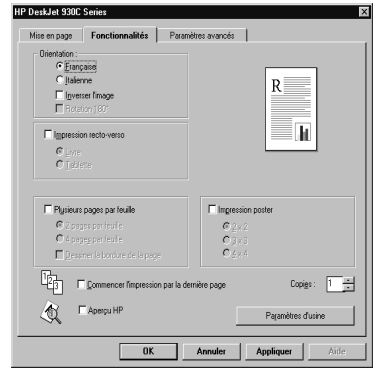 HP DeskJet 930C Series
Mise en page Fonctionnalités Paramètres avancés
Orientation :
Française
Italienne
Inverser l'image
Rotation 180°
R
Impression recto-verso
Livre
Tablette
Plusieurs pages par feuille
2 pages par feuille
4 pages par feuille
Dessiner la bordure de la page
Impression poster
2 x 2
3 x 3
4 x 4
1 2 3
Commencer l'impression par la dernière page
Copies : 1
Aperçu HP
Paramètres d'usine
OK Annuler Appliquer Aide